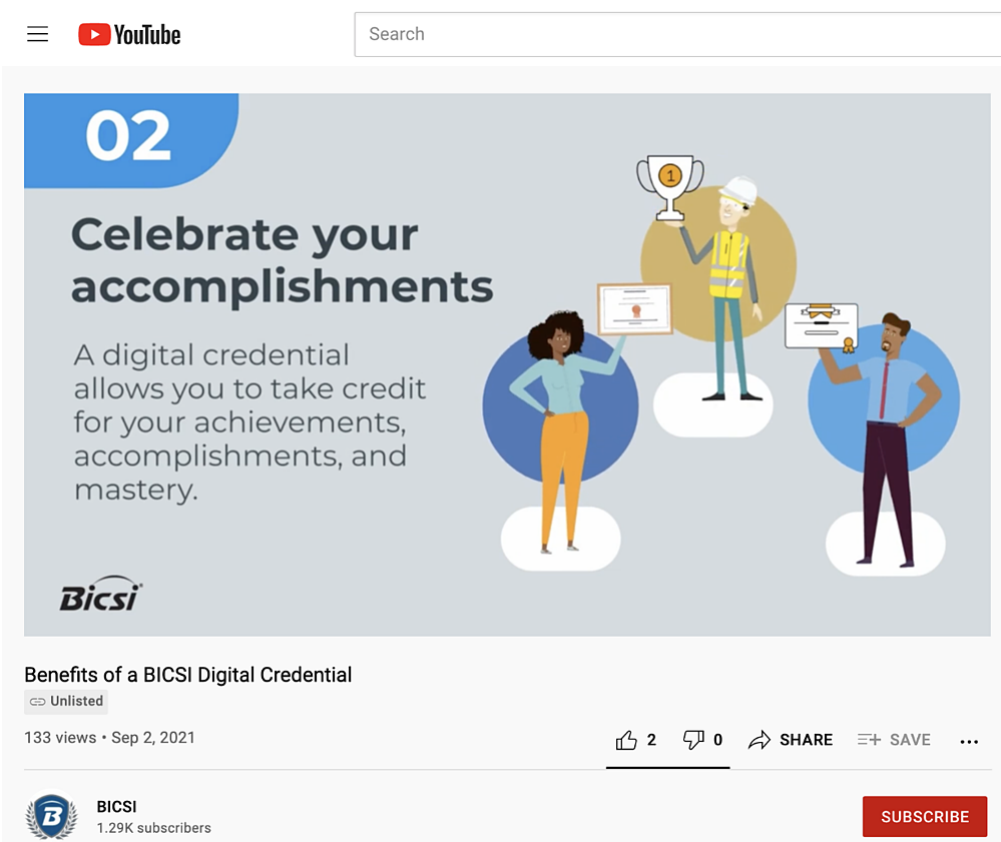 YouTube
Search
02
Celebrate your
accomplishments
A digital credential
allows you to take credit
for your achievements,
accomplishments, and
mastery.
1
Bicsi®
Benefits of a BICSI Digital Credential
Unlisted
133 views • Sep 2, 2021
2
0
SHARE
SAVE
B
BICSI
1.29K subscribers
SUBSCRIBE